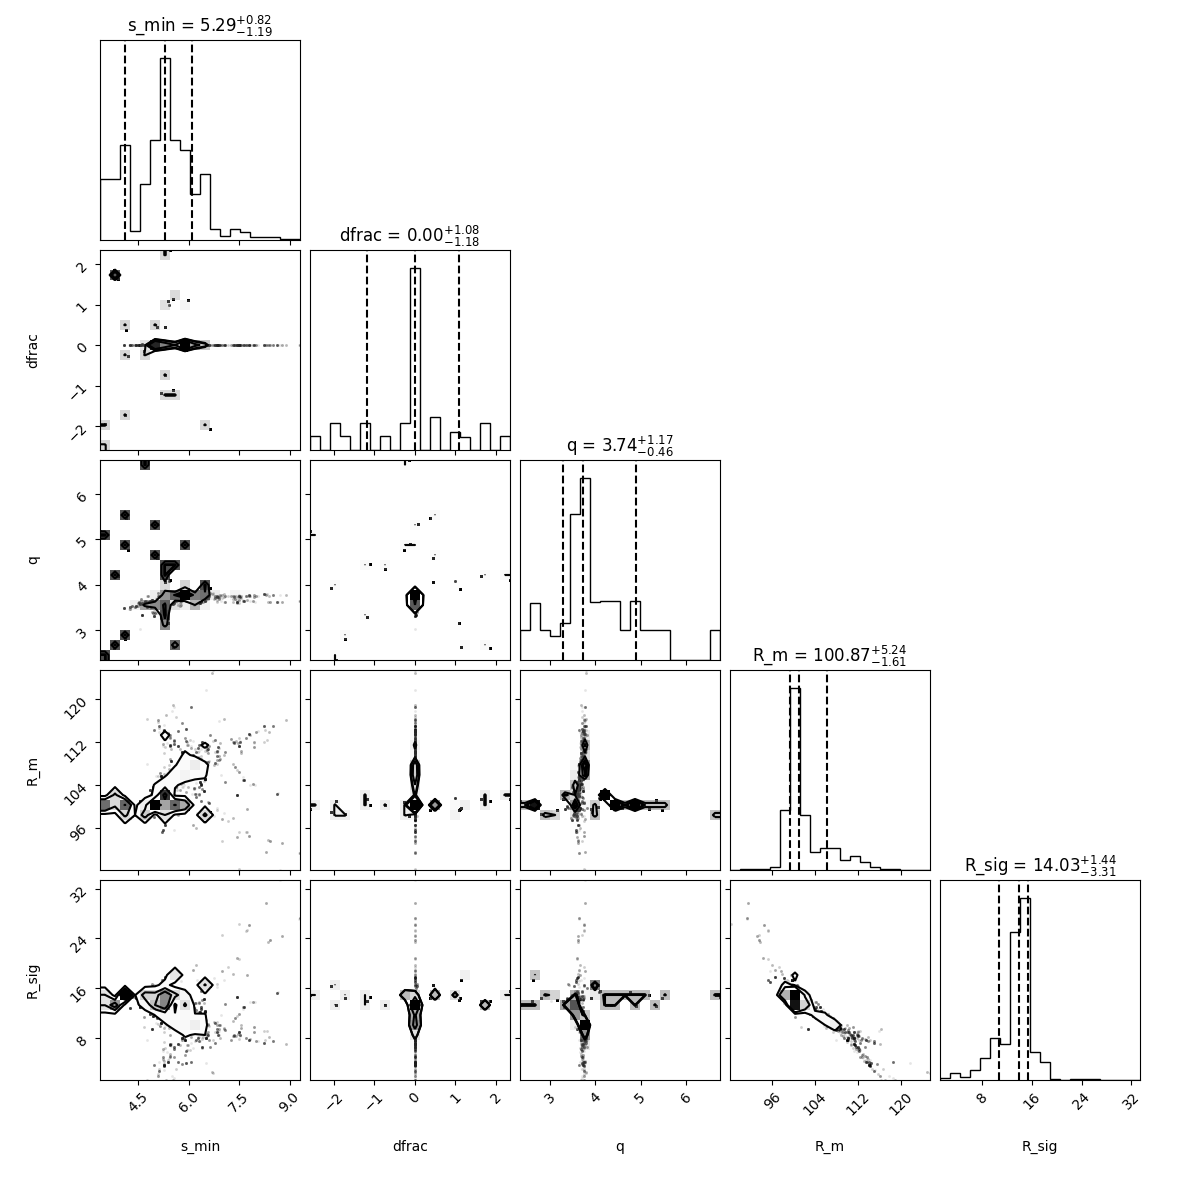 s_min = 5.29+0.82−1.19
dfrac = 0.00+1.08−1.18
2
1
0
−1
−2
dfrac
q = 3.74+1.17−0.46
6
5
4
3
q
R_m = 100.87+5.24−1.61
120
112
104
96
R_m
R_sig = 14.03+1.44−3.31
32
24
16
8
R_sig
4.5 6.0 7.5 9.0 −2 −1 0 1 2 3 4 5 6 96 104 112 120 8 16 24 32
s_min dfrac q R_m R_sig